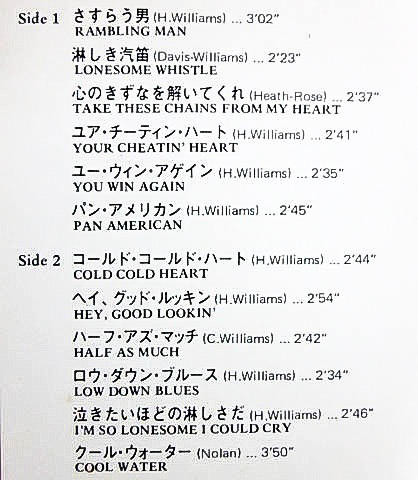 Side 1 さすらう男 (H.Williams) ... 3’02”
RAMBLING MAN
淋しき汽笛 (Davis-Williams) ... 2’23”
LONESOME WHISTLE
心のきずなを解いてくれ (Heath-Rose) ... 2’37”
TAKE THESE CHAINS FROM MY HEART
ユア・チーティン・ハート (H.Williams) ... 2’41”
YOUR CHEATIN’ HEART
ユー・ウィン・アゲイン (H.Williams) ... 2’35”
YOU WIN AGAIN
パン・アメリカン (H.Williams) ... 2’45”
PAN AMERICAN
Side 2 コールド・コールド・ハート (H.Williams) ... 2’44”
COLD COLD HEART
ヘイ、グッド・ルッキン (H.Williams) ... 2’54”
HEY, GOOD LOOKIN’
ハーフ・アズ・マッチ (C.Williams) ... 2’42”
HALF AS MUCH
ロウ・ダウン・ブルース (H.Williams) ... 2’34”
LOW DOWN BLUES
泣きたいほどの淋しさだ (H.Williams) ... 2’46”
I’M SO LONESOME I COULD CRY
クール・ウォーター (Nolan) ... 3’50”
COOL WATER